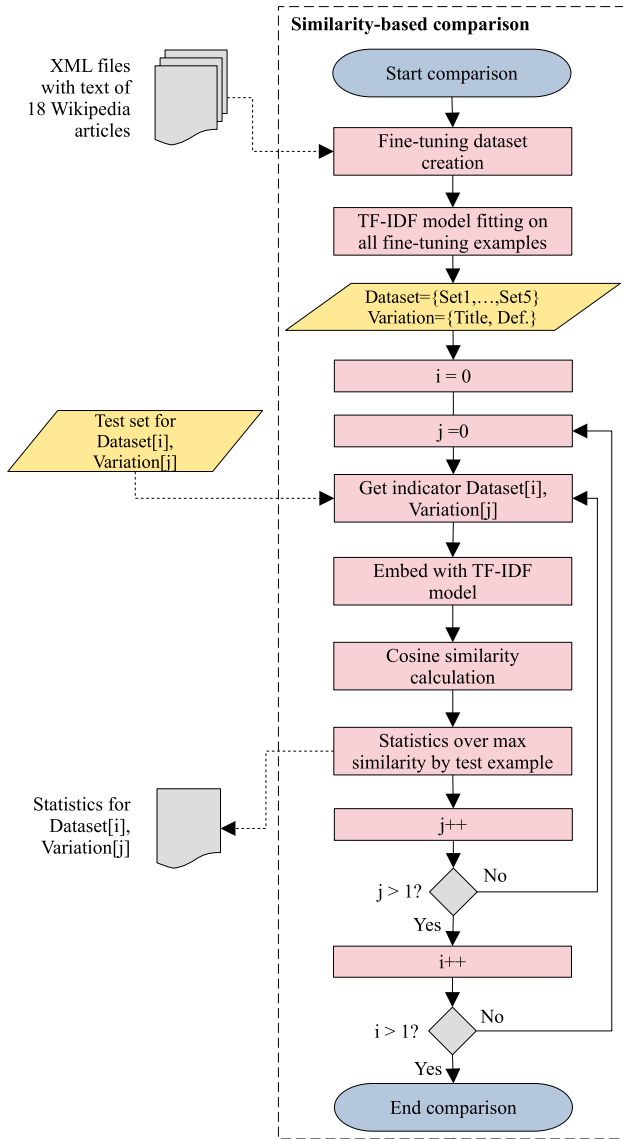 Similarity-based comparison
XML files
with text of
18 Wikipedia
articles
Start comparison
Fine-tuning dataset
creation
TF-IDF model fitting on
all fine-tuning examples
Dataset={Set1,…,Set5}
Variation={Title, Def.}
i = 0
Test set for
Dataset[i],
Variation[j]
j =0
Get indicator Dataset[i],
Variation[j]
Embed with TF-IDF
model
Cosine similarity
calculation
Statistics over max
similarity by test example
Statistics for
Dataset[i],
Variation[j]
j++
j > 1?
No
Yes
i++
i > 1?
No
Yes
End comparison